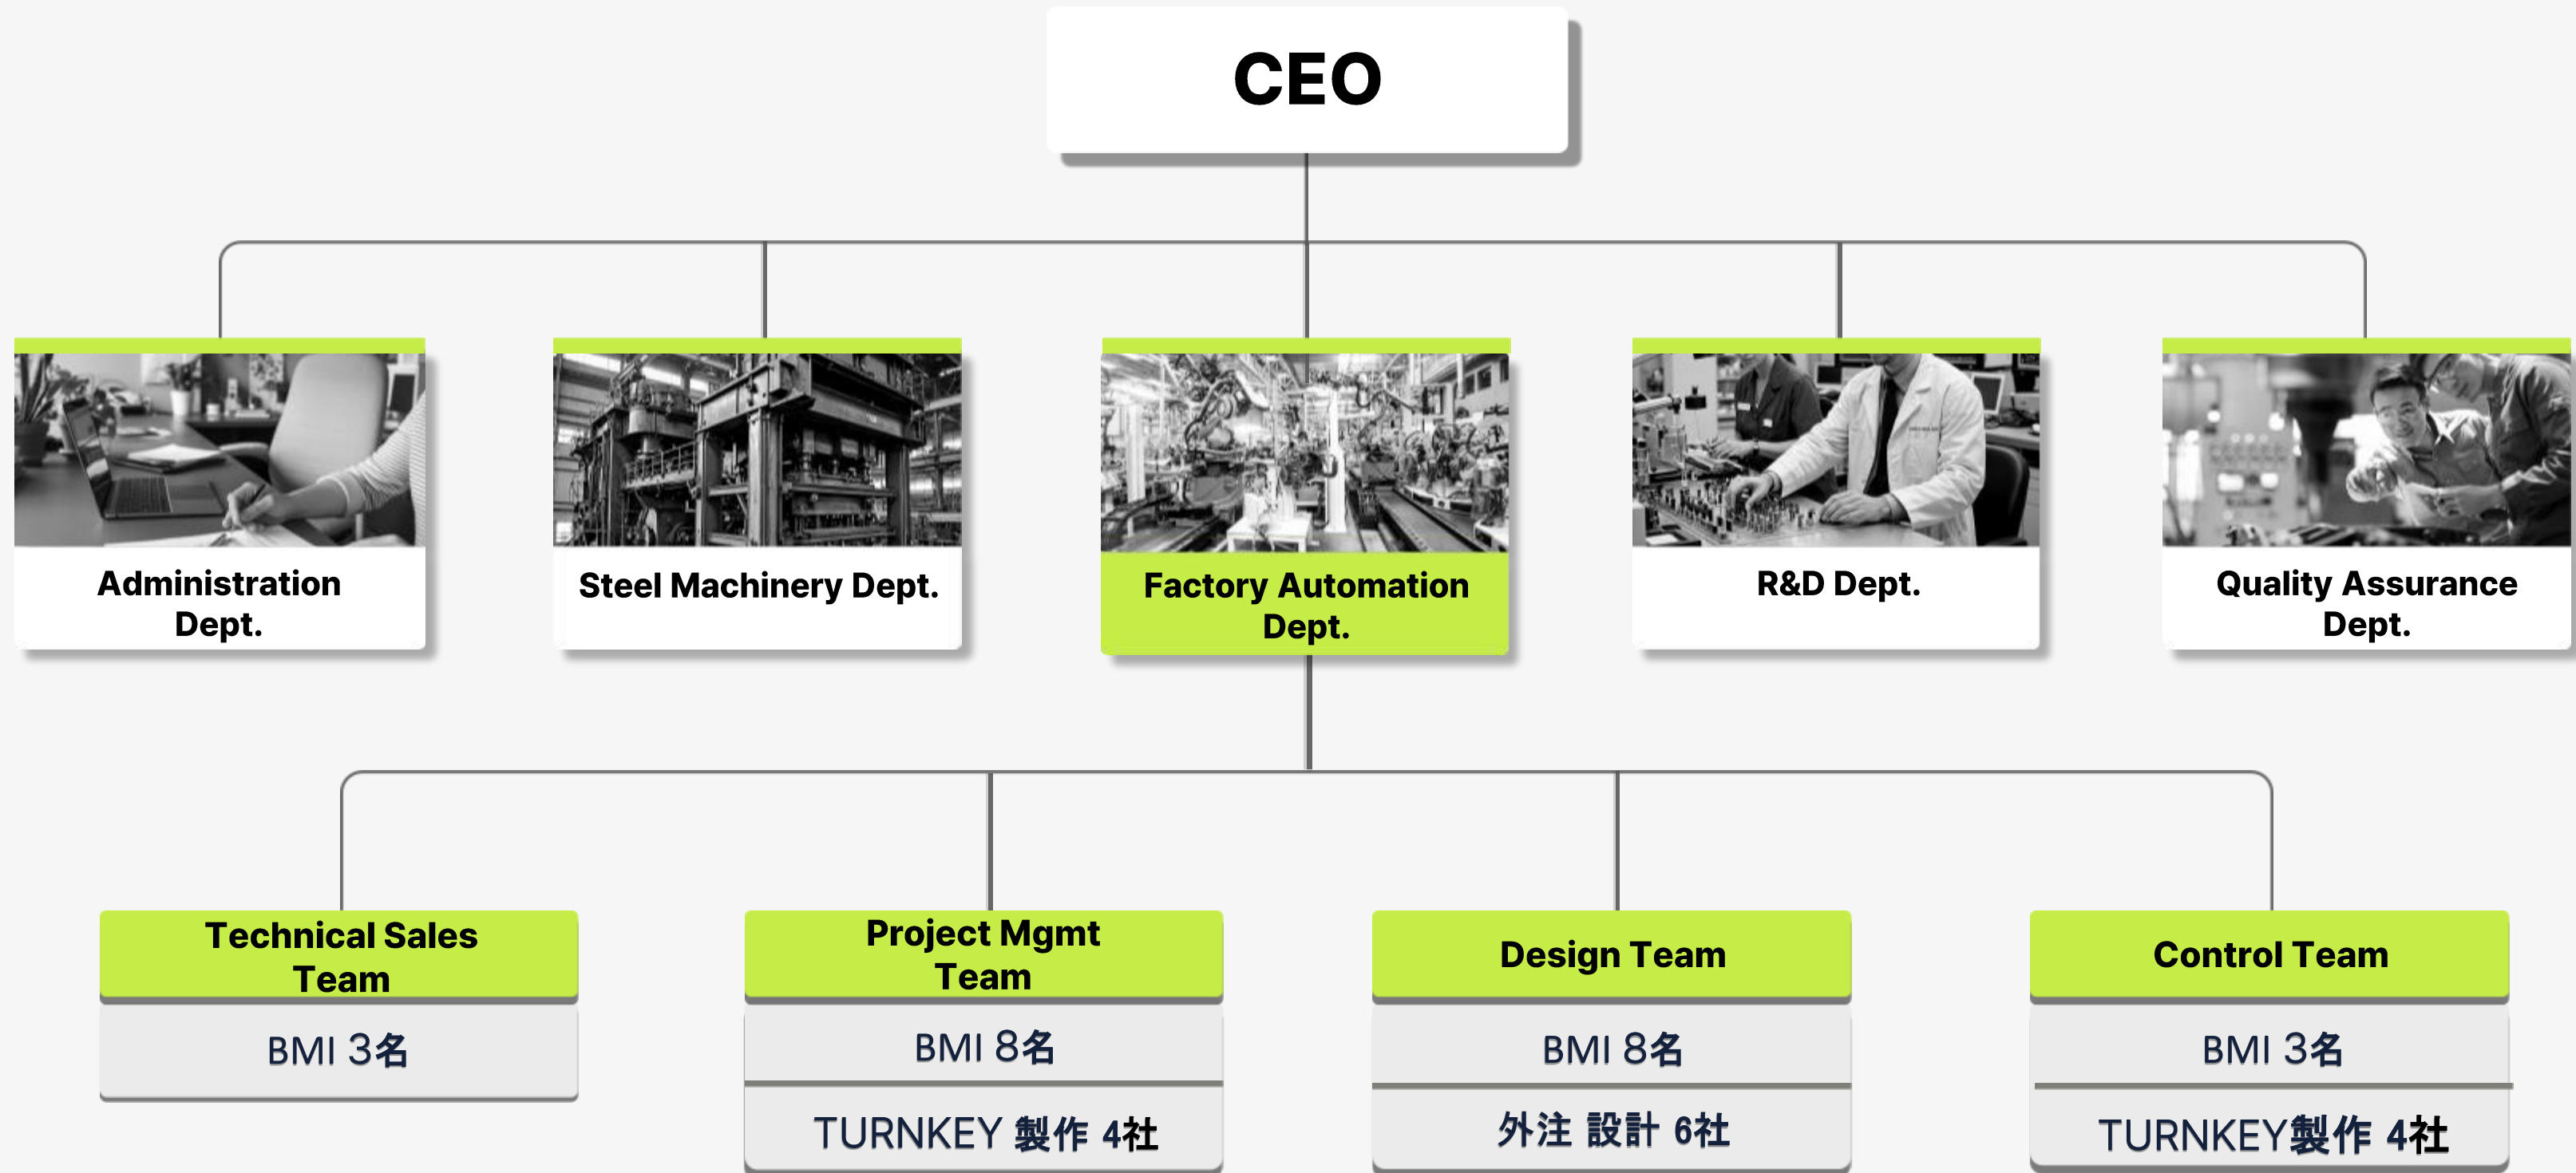 CEO
Administration
Dept.
Steel Machinery Dept.
Factory Automation
Dept.
R&D Dept.
Quality Assurance
Dept.
Technical Sales
Team
BMI 3名
Project Mgmt
Team
BMI 8名
TURNKEY 製作 4社
Design Team
BMI 8名
外注 設計 6社
Control Team
BMI 3名
TURNKEY製作 4社